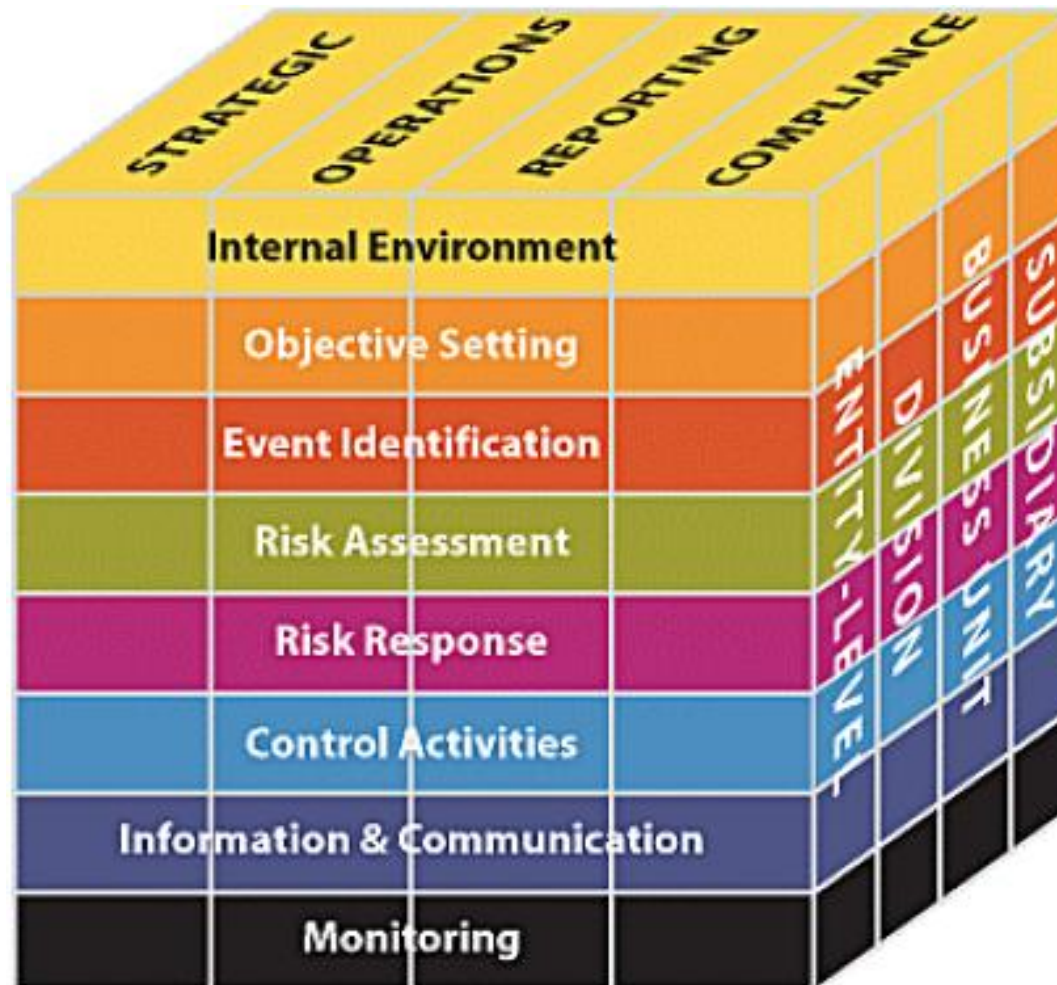 STRATEGIC
OPERATIONS
REPORTING
COMPLIANCE
Internal Environment
Objective Setting
Event Identification
Risk Assessment
Risk Response
Control Activities
Information & Communication
Monitoring
ENTITY-LEVEL
DIVISION
BUSINESS UNIT
SUBSIDIARY